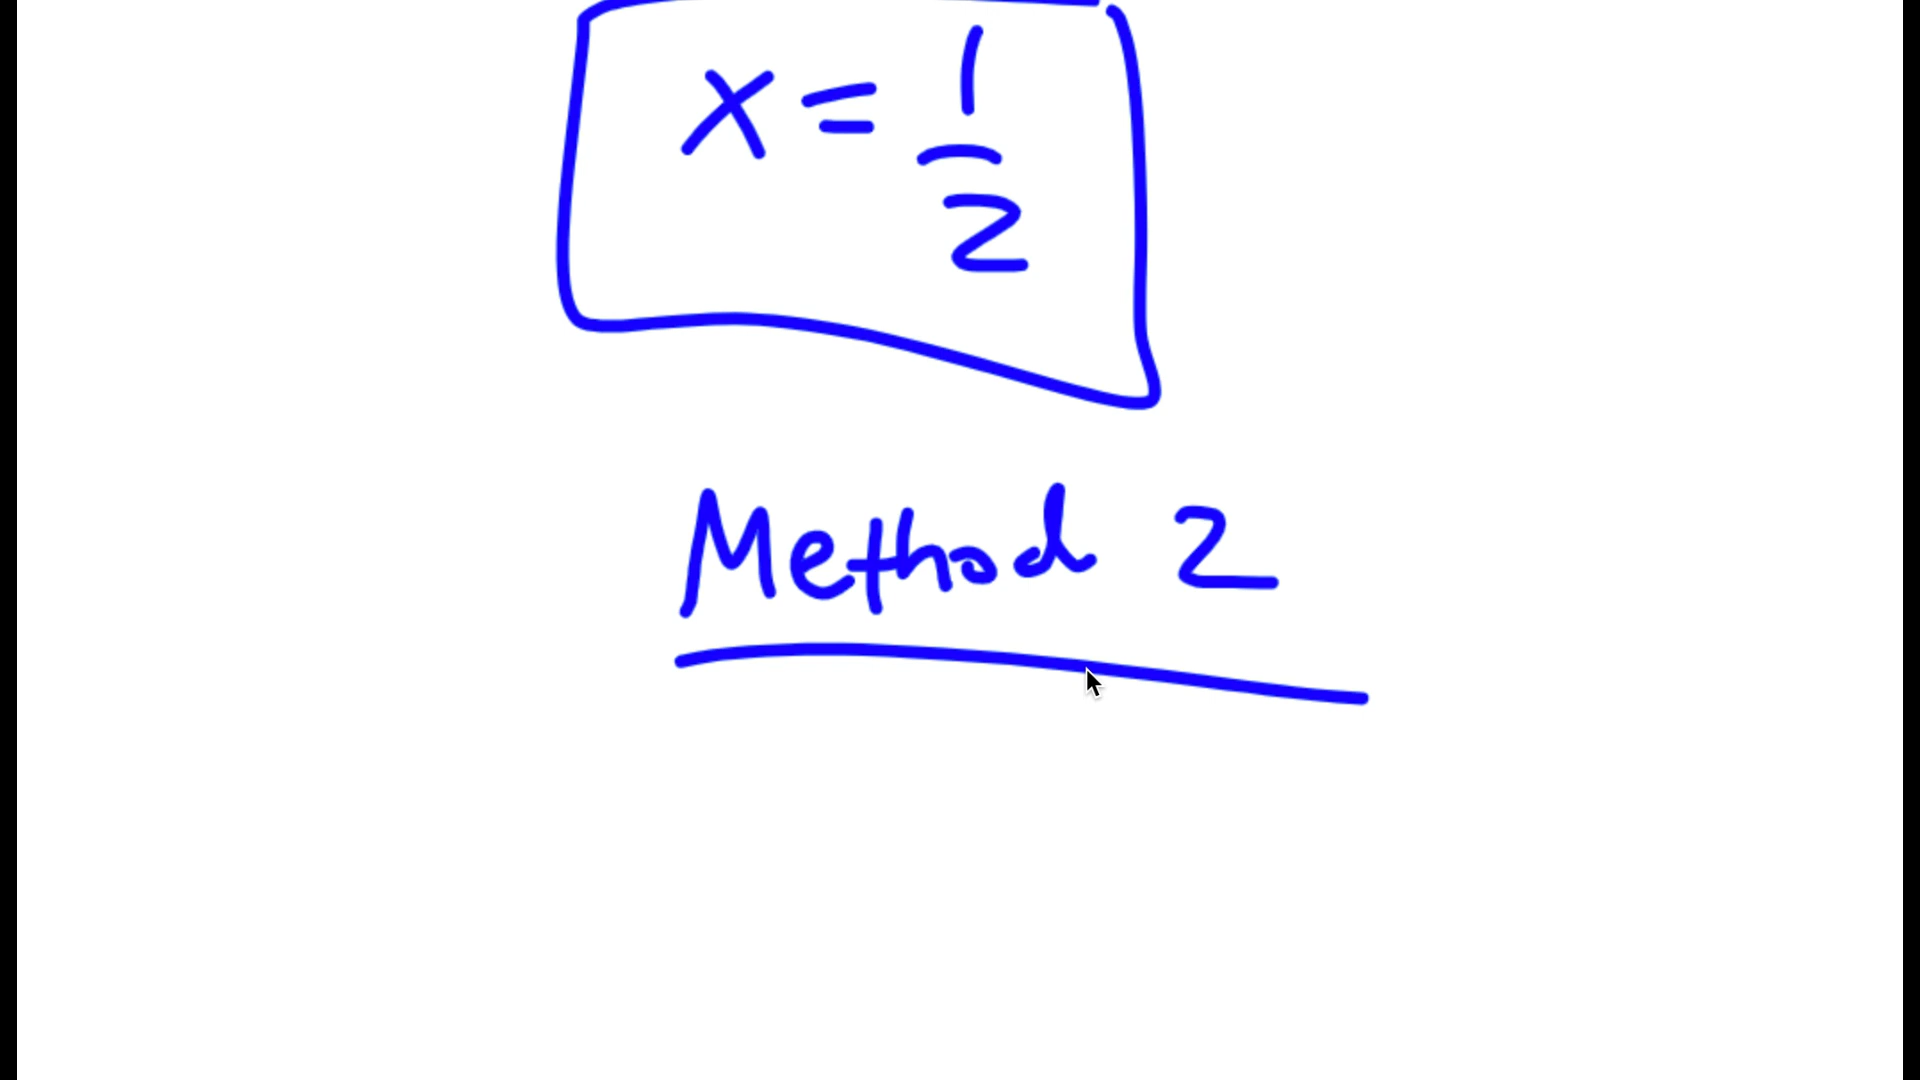 x = 1/2
Method 2